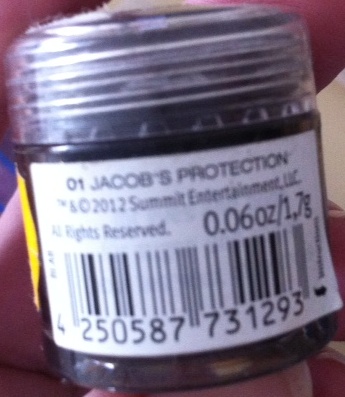 01 JACOB'S PROTECTION
™ & © 2012 Summit Entertainment, LLC.
All Rights Reserved. 0.06oz/1,7g
4 250587 731293